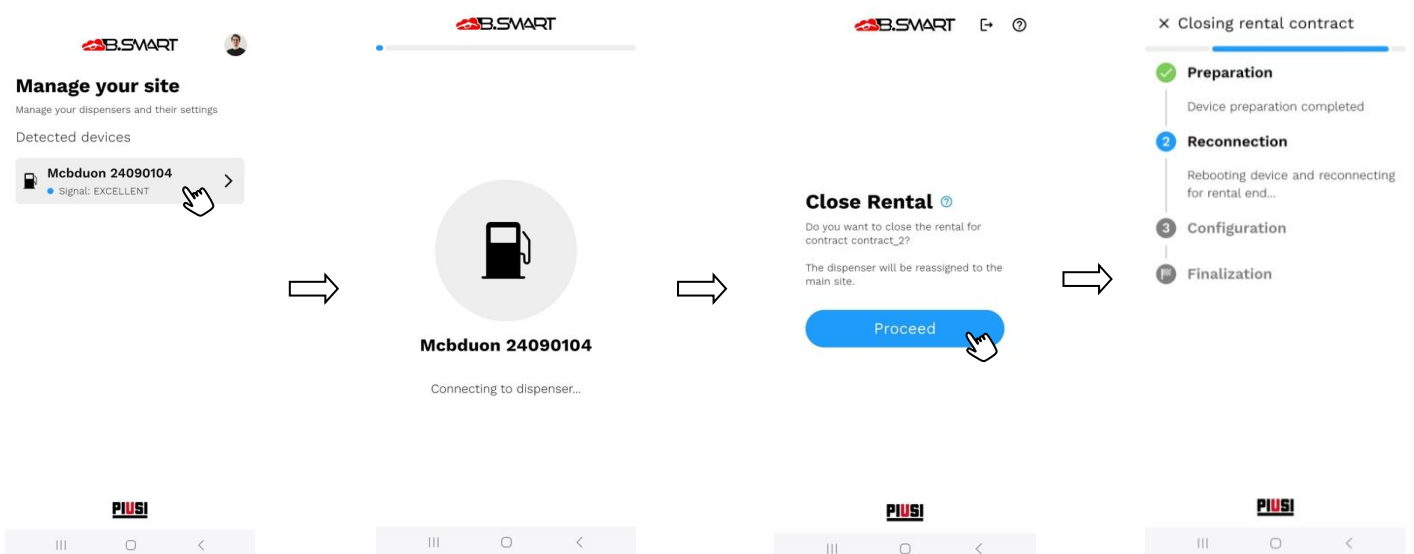 B.SMART
Manage your site
Manage your dispensers and their settings
Detected devices
Mcbduon 24090104
Signal: EXCELLENT
PIUSI
B.SMART
Mcbduon 24090104
Connecting to dispenser...
B.SMART
Close Rental
Do you want to close the rental for
contract contract_2?
The dispenser will be reassigned to the
main site.
Proceed
PIUSI
Closing rental contract
Preparation
Device preparation completed
2 Reconnection
Rebooting device and reconnecting
for rental end...
3 Configuration
Finalization
PIUSI